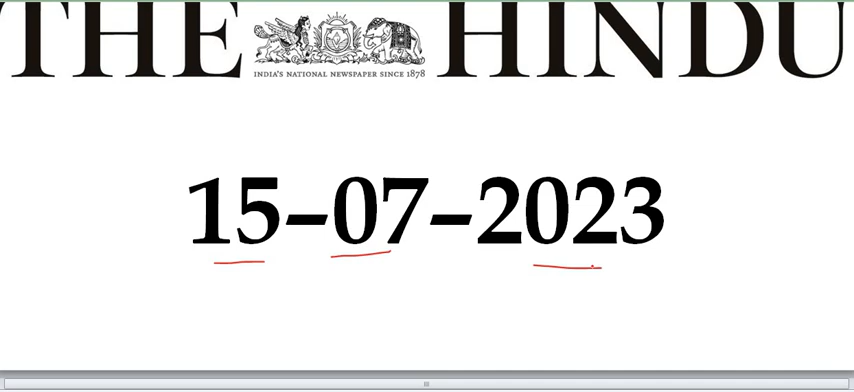 THE HINDU
INDIA'S NATIONAL NEWSPAPER SINCE 1878
15–07–2023